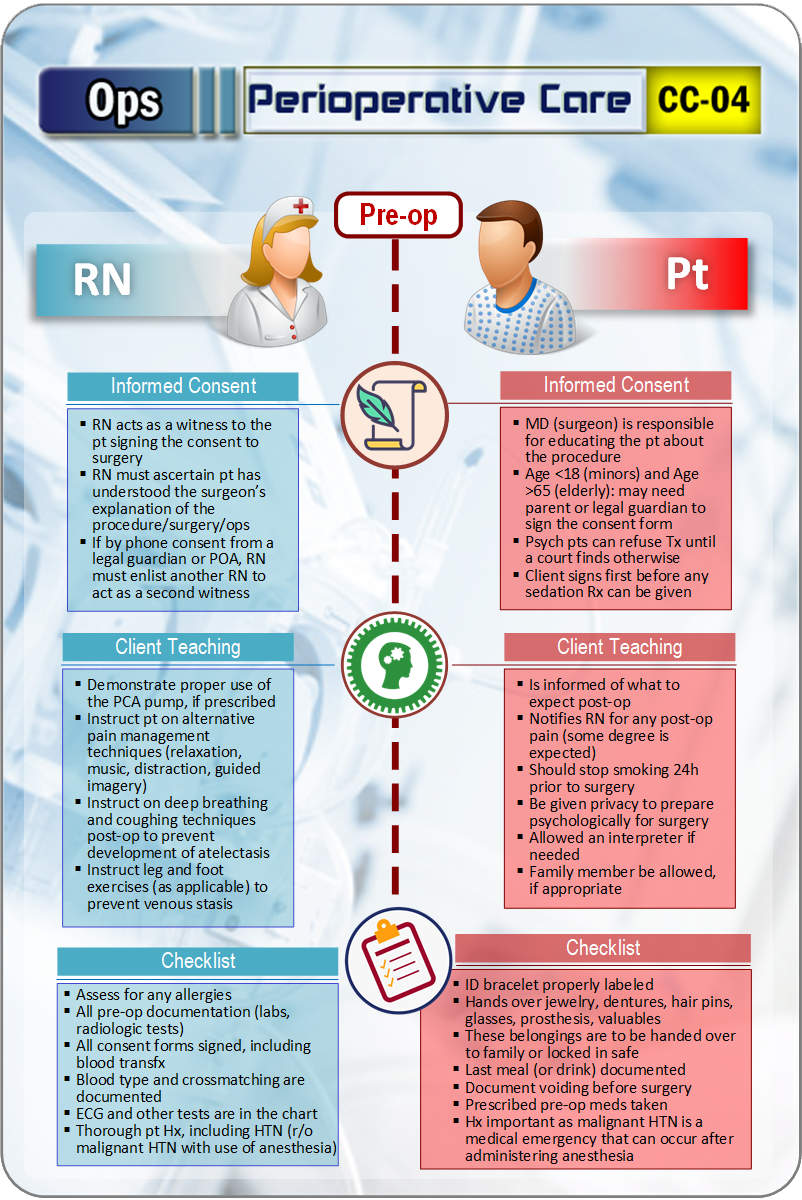 Ops
Perioperative Care
CC-04
Pre-op
RN
Pt
Informed Consent
▪ RN acts as a witness to the
pt signing the consent to
surgery
▪ RN must ascertain pt has
understood the surgeon's
explanation of the
procedure/surgery/ops
▪ If by phone consent from a
legal guardian or POA, RN
must enlist another RN to
act as a second witness
Informed Consent
▪ MD (surgeon) is responsible
for educating the pt about
the procedure
▪ Age <18 (minors) and Age
>65 (elderly): may need
parent or legal guardian to
sign the consent form
▪ Psych pts can refuse Tx until
a court finds otherwise
▪ Client signs first before any
sedation Rx can be given
Client Teaching
▪ Demonstrate proper use of
the PCA pump, if prescribed
▪ Instruct pt on alternative
pain management
techniques (relaxation,
music, distraction, guided
imagery)
▪ Instruct on deep breathing
and coughing techniques
post-op to prevent
development of atelectasis
▪ Instruct leg and foot
exercises (as applicable) to
prevent venous stasis
Client Teaching
▪ Is informed of what to
expect post-op
▪ Notifies RN for any post-op
pain (some degree is
expected)
▪ Should stop smoking 24h
prior to surgery
▪ Be given privacy to prepare
psychologically for surgery
▪ Allowed an interpreter if
needed
▪ Family member be allowed,
if appropriate
Checklist
▪ Assess for any allergies
▪ All pre-op documentation (labs,
radiologic tests)
▪ All consent forms signed, including
blood transfx
▪ Blood type and crossmatching are
documented
▪ ECG and other tests are in the chart
▪ Thorough pt Hx, including HTN (r/o
malignant HTN with use of anesthesia)
Checklist
▪ ID bracelet properly labeled
▪ Hands over jewelry, dentures, hair pins,
glasses, prosthesis, valuables
▪ These belongings are to be handed over
to family or locked in safe
▪ Last meal (or drink) documented
▪ Document voiding before surgery
▪ Prescribed pre-op meds taken
▪ Hx important as malignant HTN is a
medical emergency that can occur after
administering anesthesia